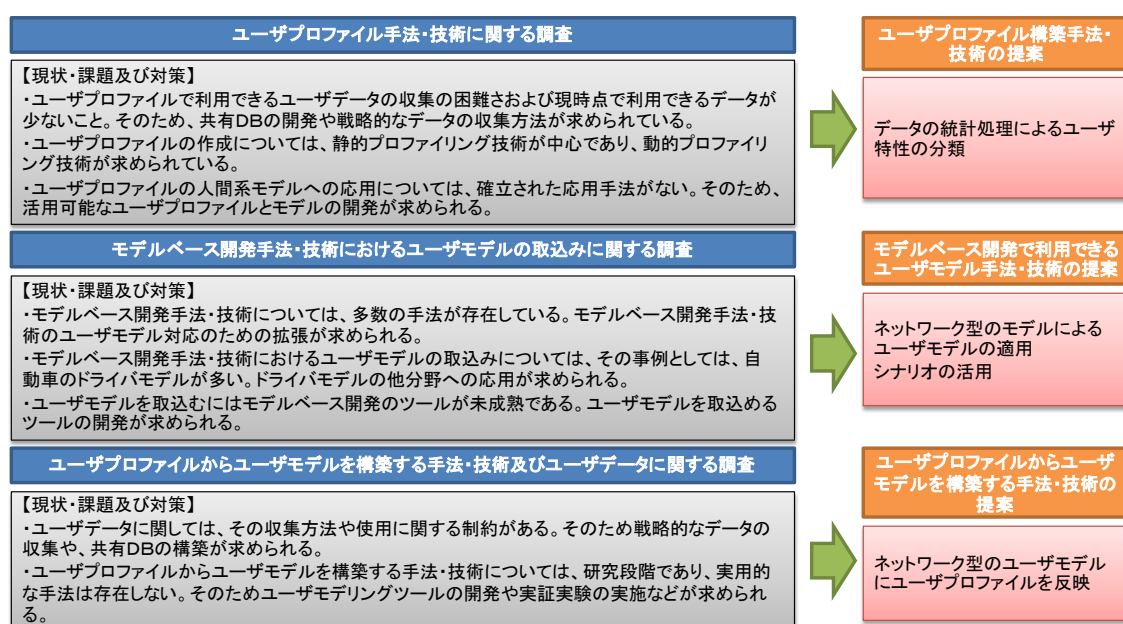 ユーザプロファイル手法・技術に関する調査
【現状・課題及び対策】
・ユーザプロファイルで利用できるユーザデータの収集の困難さおよび現時点で利用できるデータが
少ないこと。そのため、共有DBの開発や戦略的なデータの収集方法が求められている。
・ユーザプロファイルの作成については、静的プロファイリング技術が中心であり、動的プロファイリ
ング技術が求められている。
・ユーザプロファイルの人間系モデルへの応用については、確立された応用手法がない。そのため、
活用可能なユーザプロファイルとモデルの開発が求められる。
ユーザプロファイル構築手法・
技術の提案
データの統計処理によるユーザ
特性の分類
モデルベース開発手法・技術におけるユーザモデルの取込みに関する調査
【現状・課題及び対策】
・モデルベース開発手法・技術については、多数の手法が存在している。モデルベース開発手法・技
術のユーザモデル対応のための拡張が求められる。
・モデルベース開発手法・技術におけるユーザモデルの取込みについては、その事例としては、自
動車のドライバモデルが多い。ドライバモデルの他分野への応用が求められる。
・ユーザモデルを取込むにはモデルベース開発のツールが未成熟である。ユーザモデルを取込める
ツールの開発が求められる。
モデルベース開発で利用できる
ユーザモデル手法・技術の提案
ネットワーク型のモデルによる
ユーザモデルの適用
シナリオの活用
ユーザプロファイルからユーザモデルを構築する手法・技術及びユーザデータに関する調査
【現状・課題及び対策】
・ユーザデータに関しては、その収集方法や使用に関する制約がある。そのため戦略的なデータの
収集や、共有DBの構築が求められる。
・ユーザプロファイルからユーザモデルを構築する手法・技術については、研究段階であり、実用的
な手法は存在しない。そのためユーザモデリングツールの開発や実証実験の実施などが求められ
る。
ユーザプロファイルからユーザ
モデルを構築する手法・技術の
提案
ネットワーク型のユーザモデル
にユーザプロファイルを反映